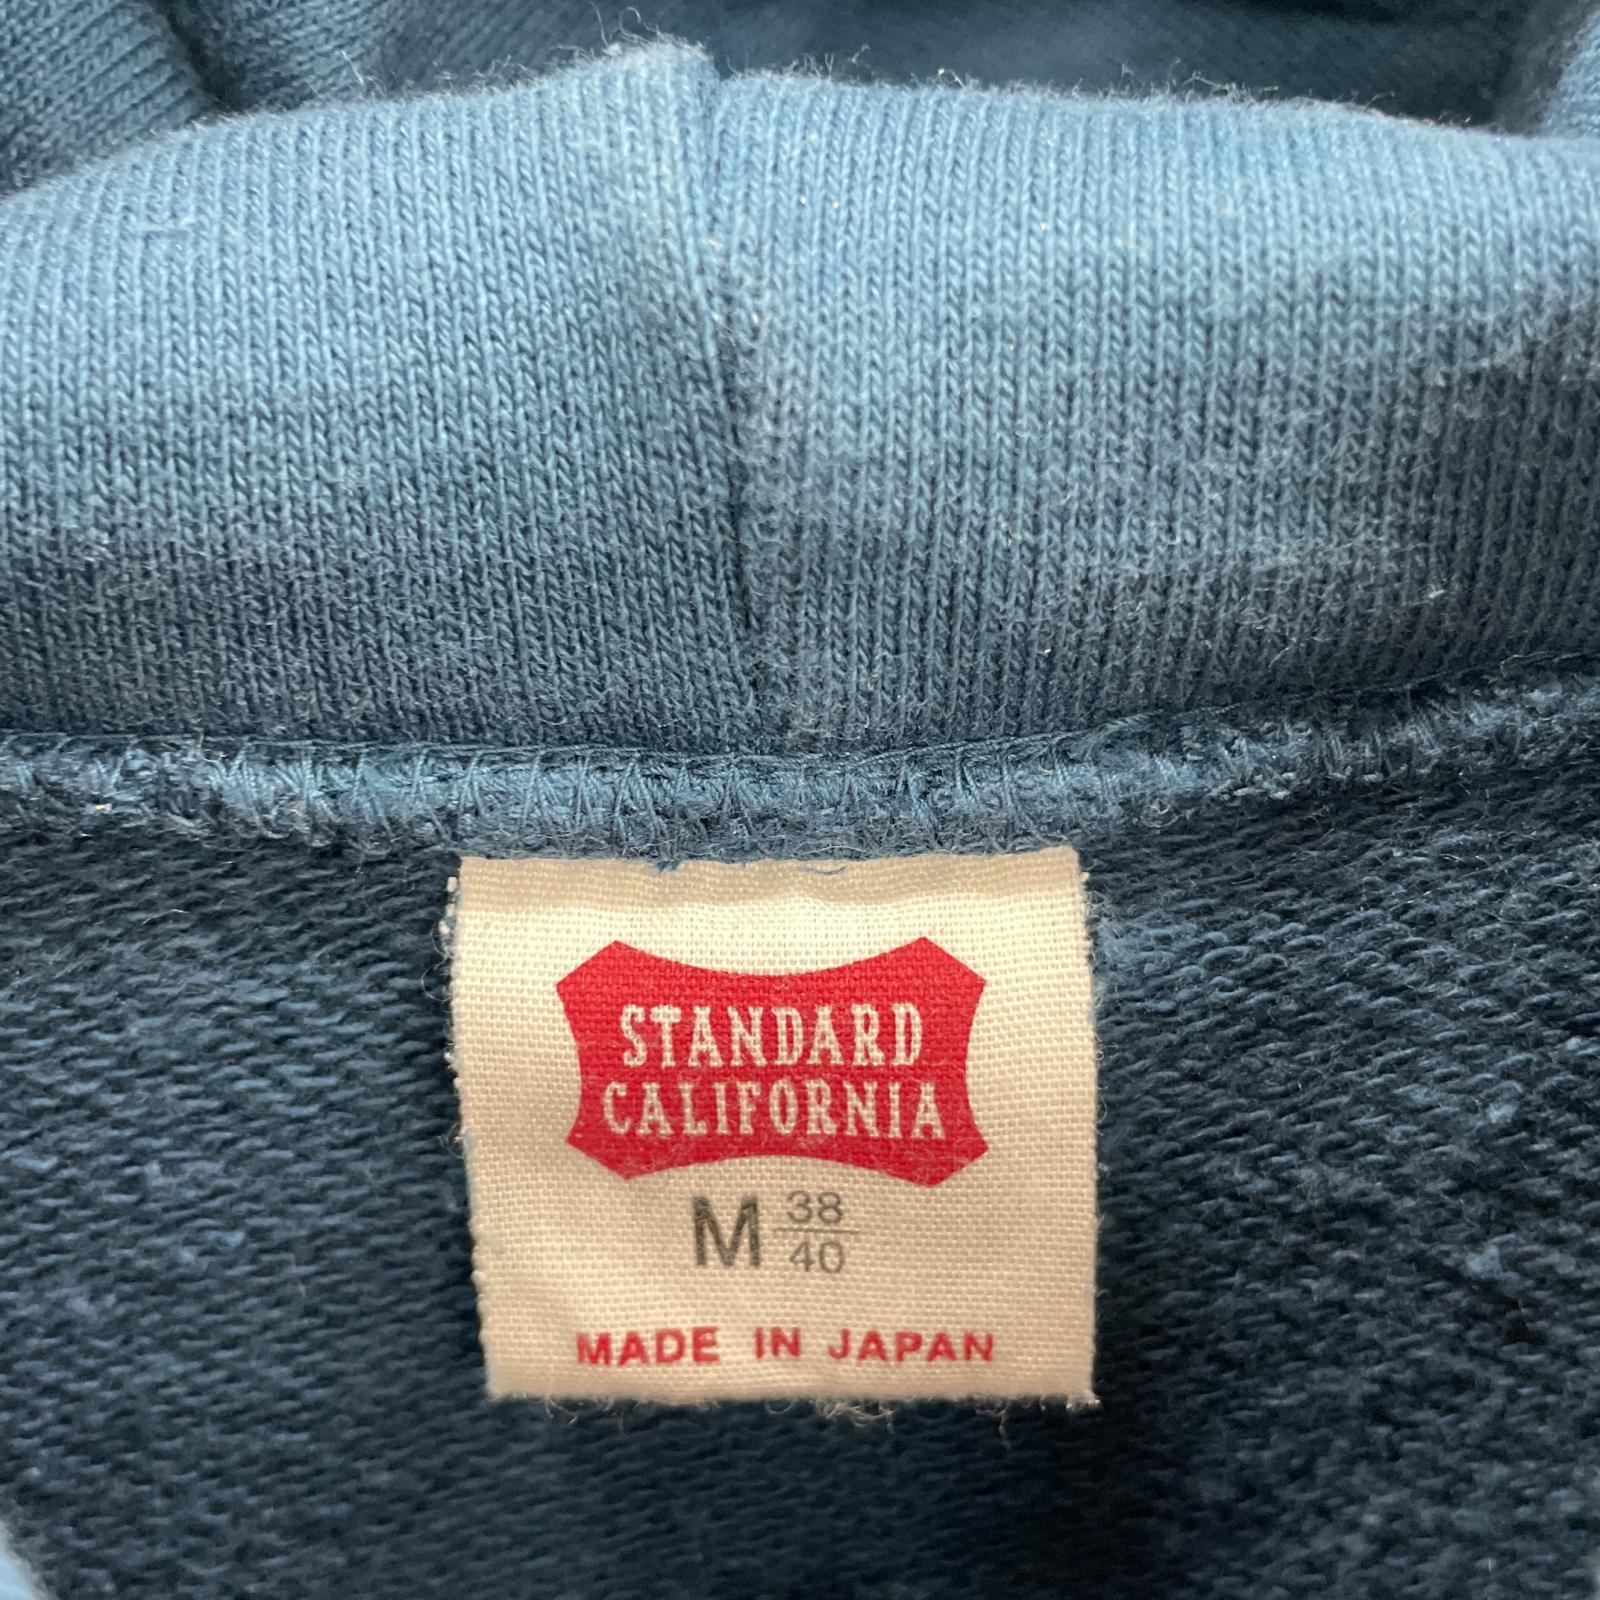 STANDARD
CALIFORNIA
M 38
40
MADE IN JAPAN